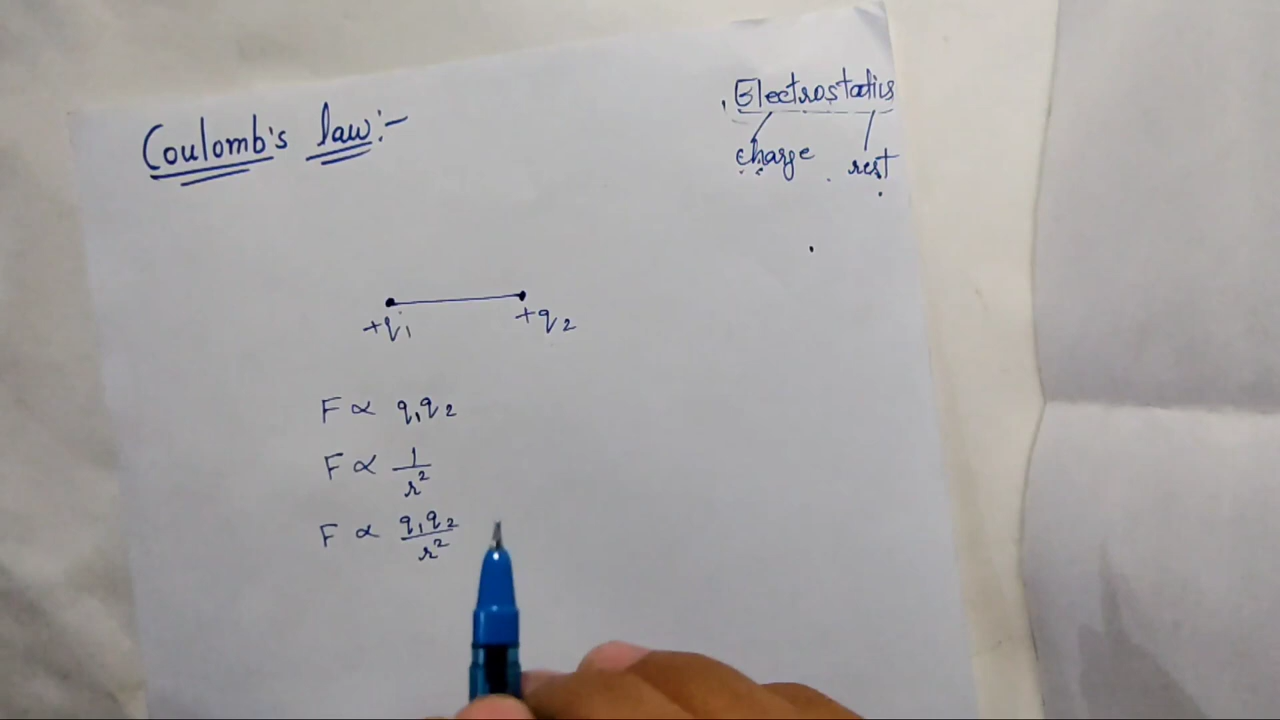 Coulomb's law:-
Electrostatics
charge rest
+q₁ +q₂
F ∝ q₁q₂
F ∝ 1/r²
F ∝ q₁q₂/r²